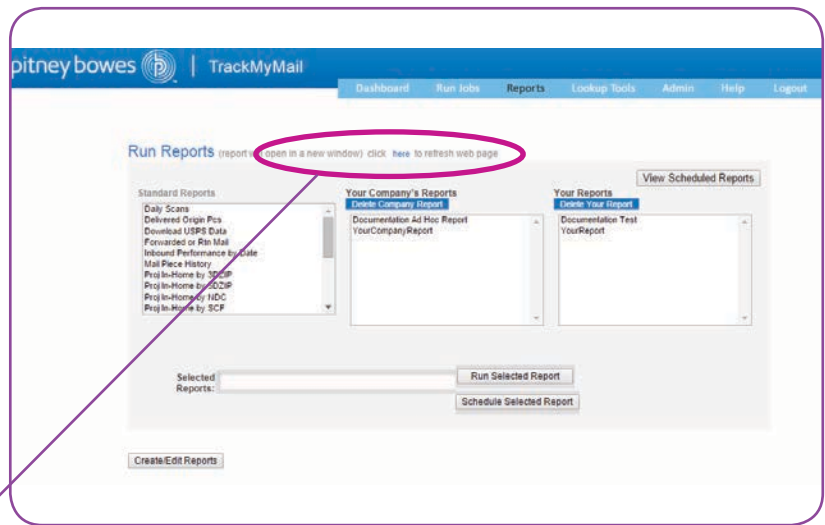 pitney bowes | TrackMyMail
Dashboard Run Jobs Reports Lookup Tools Admin Help Logout
Run Reports (report open in a new window) click here to refresh web page
View Scheduled Reports
Standard Reports
Daily Scans
Delivered Origin Pcs
Download USPS Data
Forwarded or Rtn Mail
Inbound Performance by Date
Mail Piece History
Proj In-Home by 3DZIP
Proj In-Home by 5DZIP
Proj In-Home by NDC
Proj In-Home by SCF
Your Company's Reports
Delete Company Report
Documentation Ad Hoc Report
YourCompanyReport
Your Reports
Delete Your Report
Documentation Test
YourReport
Selected
Reports:
Run Selected Report
Schedule Selected Report
Create/Edit Reports